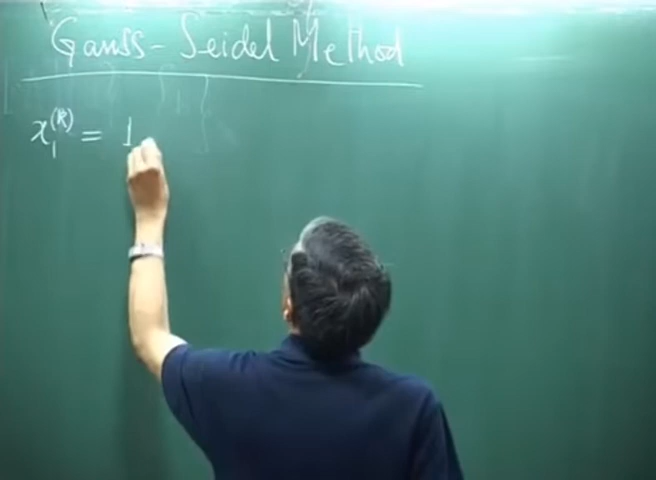 Gauss-Seidel Method
x₁⁽ᵏ⁾ = 1